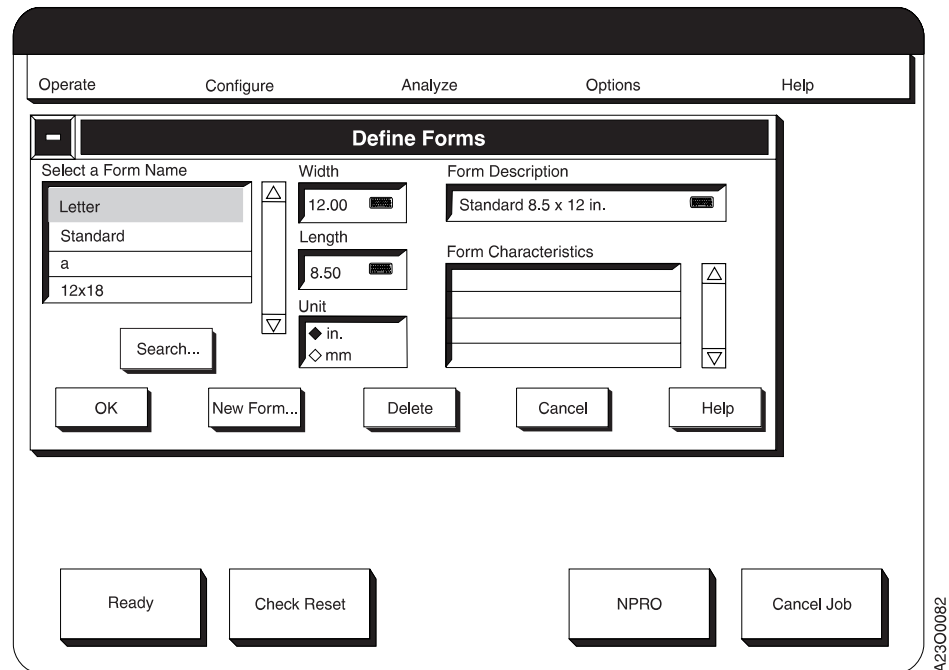 Operate Configure Analyze Options Help
Define Forms
Select a Form Name
Letter
Standard
a
12x18
Search...
Width
12.00
Length
8.50
Unit
in.
mm
Form Description
Standard 8.5 x 12 in.
Form Characteristics
OK New Form... Delete Cancel Help
Ready Check Reset NPRO Cancel Job
A23O0082